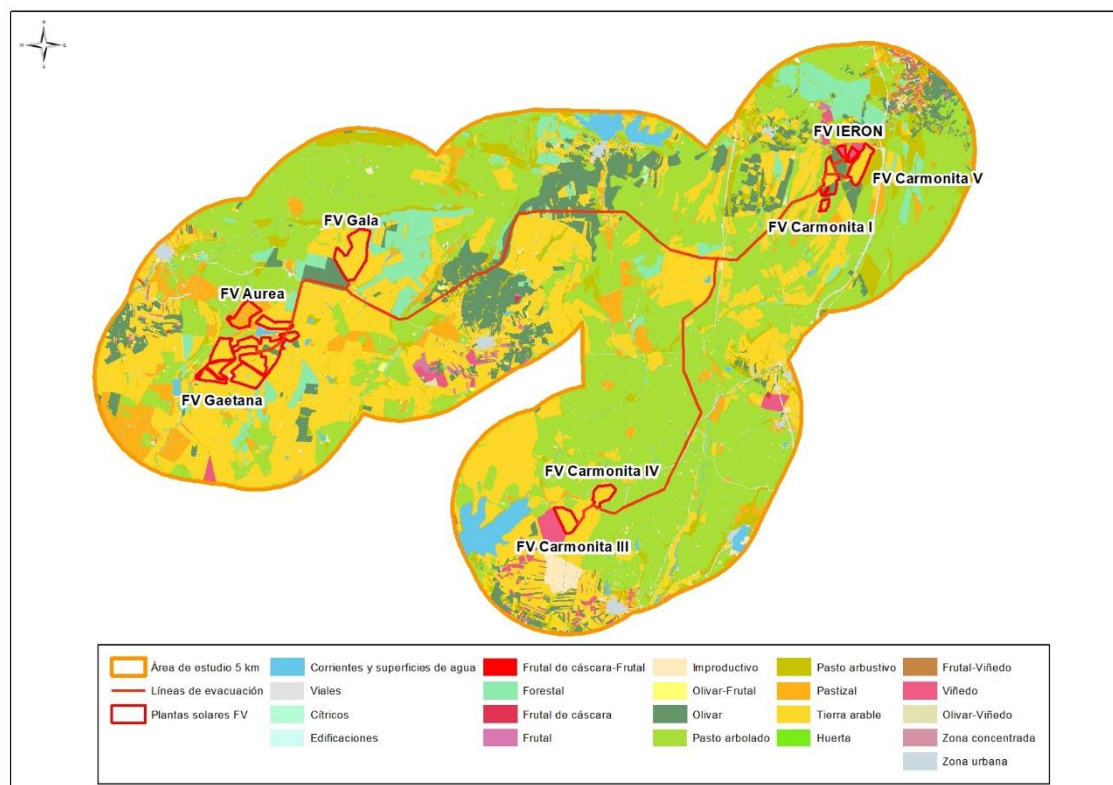 N
S
FV IERON
FV Carmonita V
FV Gala
FV Carmonita I
FV Aurea
FV Gaetana
FV Carmonita IV
FV Carmonita III
Área de estudio 5 km
Líneas de evacuación
Plantas solares FV
Corrientes y superficies de agua
Viales
Cítricos
Edificaciones
Frutal de cáscara-Frutal
Forestal
Frutal de cáscara
Frutal
Improductivo
Olivar-Frutal
Olivar
Pasto arbolado
Pasto arbustivo
Pastizal
Tierra arable
Huerta
Frutal-Viñedo
Viñedo
Olivar-Viñedo
Zona concentrada
Zona urbana